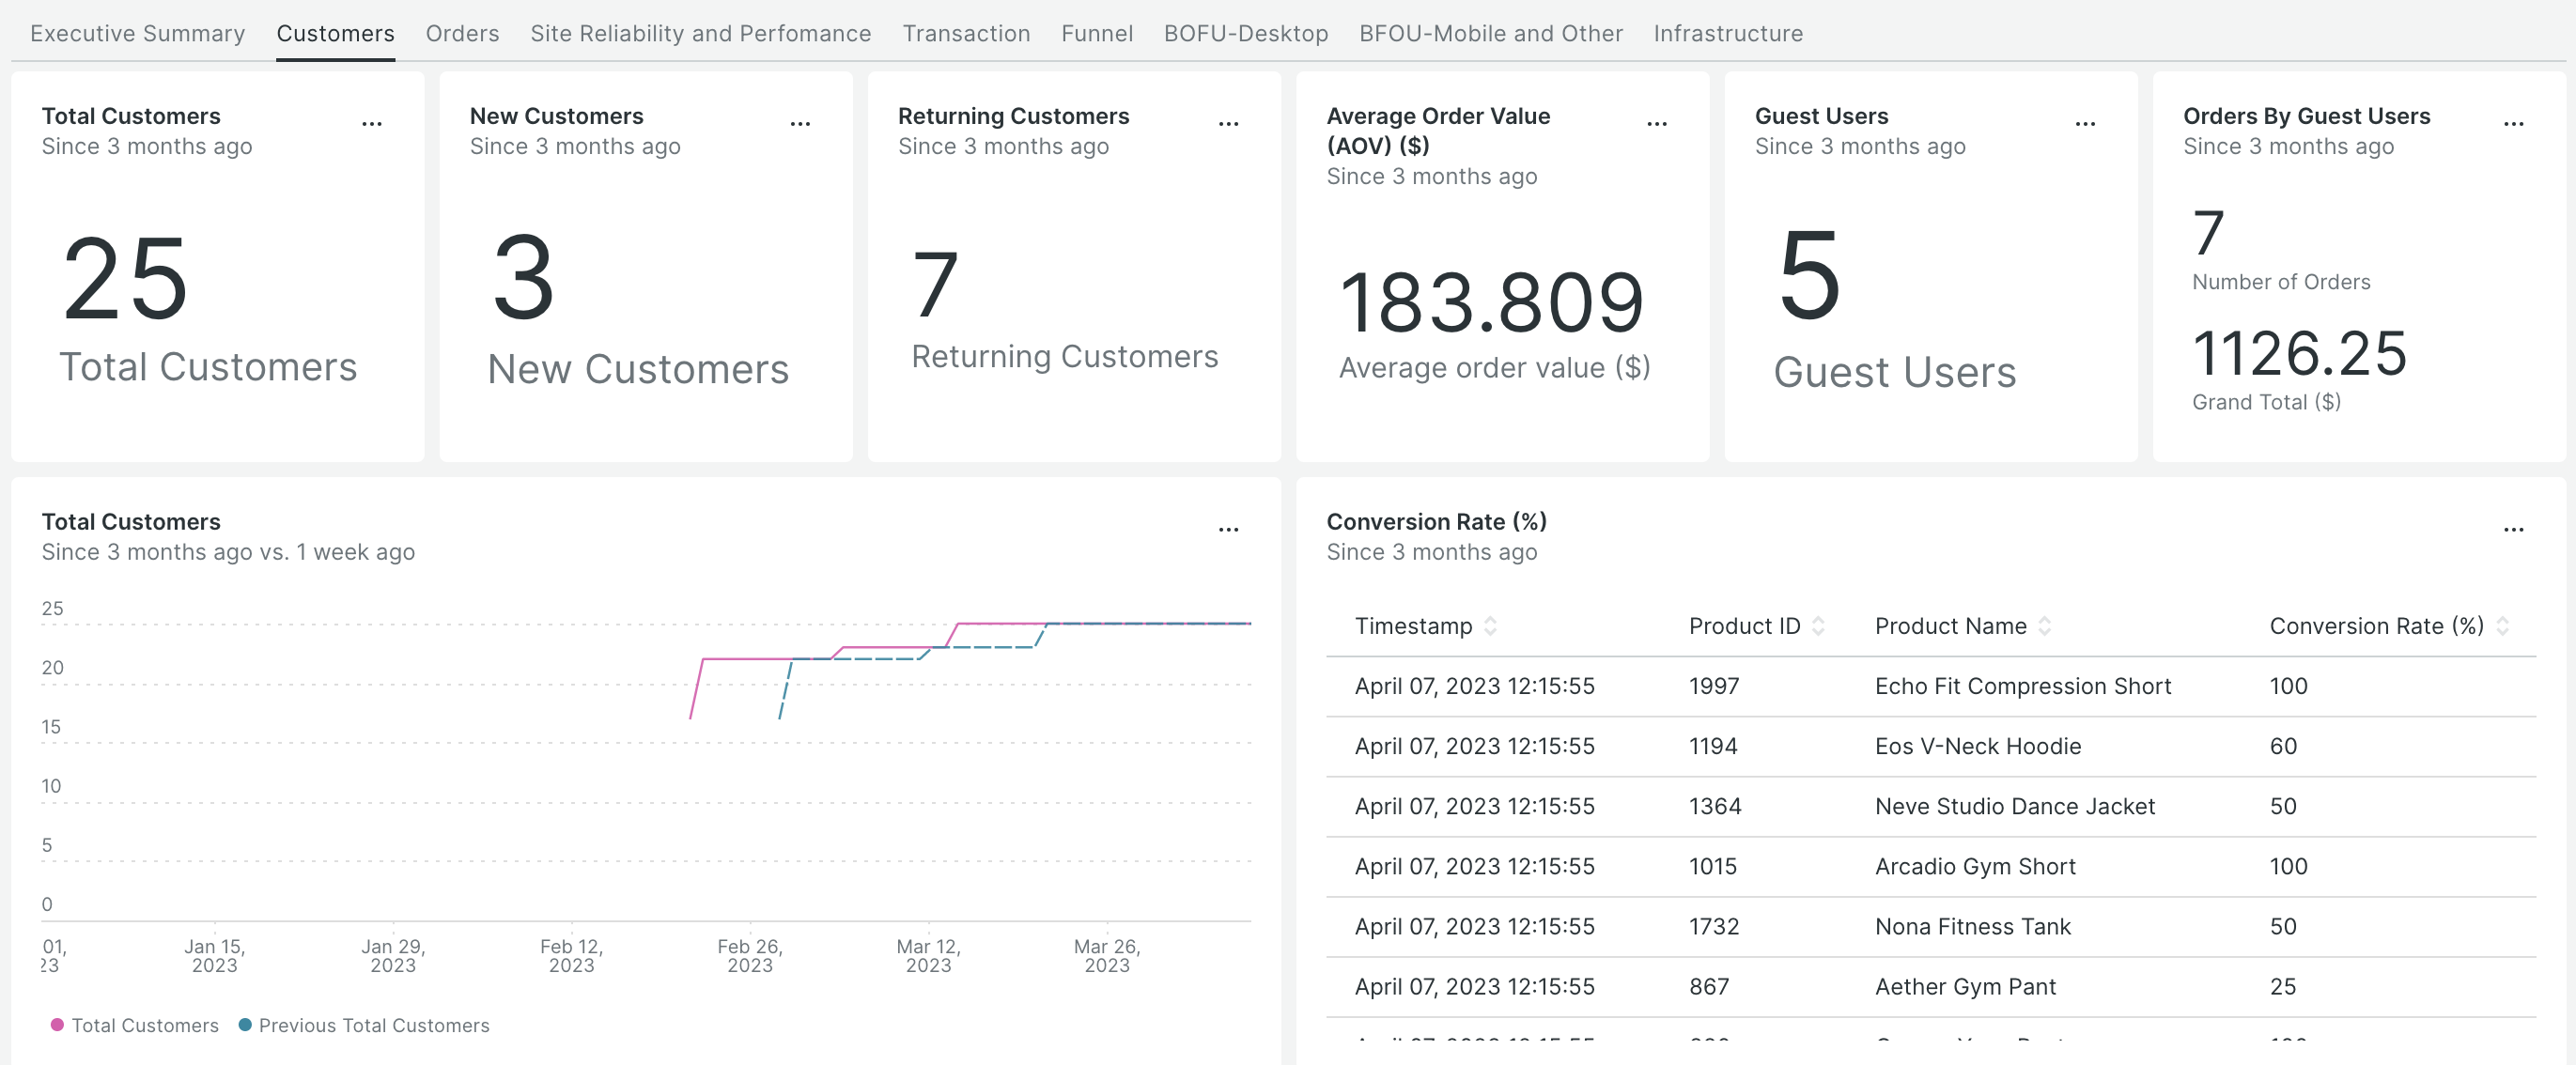 Executive Summary Customers Orders Site Reliability and Perfomance Transaction Funnel BOFU-Desktop BFOU-Mobile and Other Infrastructure
Total Customers
Since 3 months ago
25
Total Customers
New Customers
Since 3 months ago
3
New Customers
Returning Customers
Since 3 months ago
7
Returning Customers
Average Order Value
(AOV) ($)
Since 3 months ago
183.809
Average order value ($)
Guest Users
Since 3 months ago
5
Guest Users
Orders By Guest Users
Since 3 months ago
7
Number of Orders
1126.25
Grand Total ($)
Total Customers
Since 3 months ago vs. 1 week ago
25
20
15
10
5
0
01,
23
Jan 15,
2023
Jan 29,
2023
Feb 12,
2023
Feb 26,
2023
Mar 12,
2023
Mar 26,
2023
Total Customers Previous Total Customers
Conversion Rate (%)
Since 3 months ago
Timestamp Product ID Product Name Conversion Rate (%)
April 07, 2023 12:15:55 1997 Echo Fit Compression Short 100
April 07, 2023 12:15:55 1194 Eos V-Neck Hoodie 60
April 07, 2023 12:15:55 1364 Neve Studio Dance Jacket 50
April 07, 2023 12:15:55 1015 Arcadio Gym Short 100
April 07, 2023 12:15:55 1732 Nona Fitness Tank 50
April 07, 2023 12:15:55 867 Aether Gym Pant 25